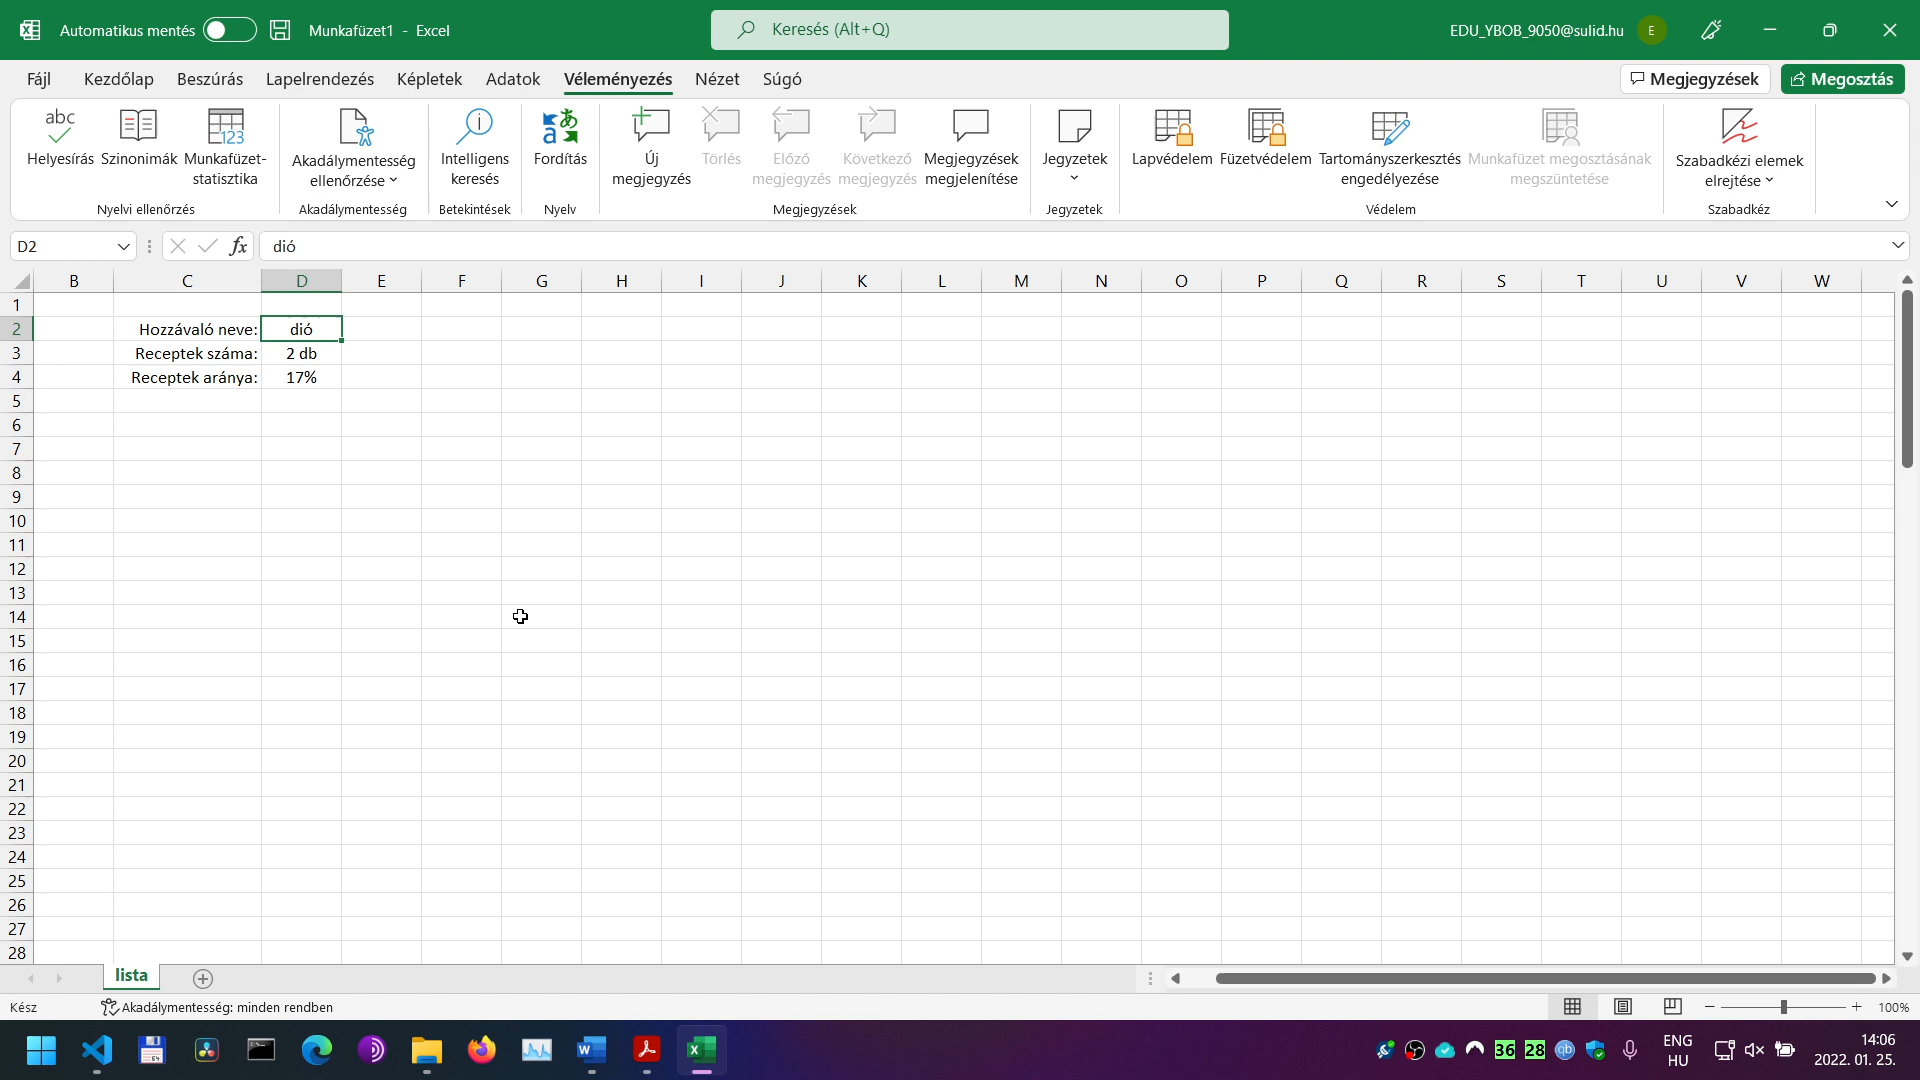 Automatikus mentés Munkafüzet1 - Excel Keresés (Alt+Q) EDU_YBOB_9050@sulid.hu E
Fájl Kezdőlap Beszúrás Lapelrendezés Képletek Adatok Véleményezés Nézet Súgó Megjegyzések Megosztás
Helyesírás Szinonimák Munkafüzet-statisztika
Akadálymentesség ellenőrzése
Intelligens keresés
Fordítás
Új megjegyzés Törlés Előző megjegyzés Következő megjegyzés Megjegyzések megjelenítése
Jegyzetek
Lapvédelem Füzetvédelem Tartományszerkesztés engedélyezése Munkafüzet megosztásának megszüntetése
Szabadkézi elemek elrejtése
Nyelvi ellenőrzés Akadálymentesség Betekintések Nyelv Megjegyzések Jegyzetek Védelem Szabadkéz
D2 fx dió
B C D E F G H I J K L M N O P Q R S T U V W
1
2 Hozzávaló neve: dió
3 Receptek száma: 2 db
4 Receptek aránya: 17%
5
6
7
8
9
10
11
12
13
14
15
16
17
18
19
20
21
22
23
24
25
26
27
28
lista
Kész Akadálymentesség: minden rendben 100%
36 28 qb ENG 14:06
HU 2022. 01. 25.